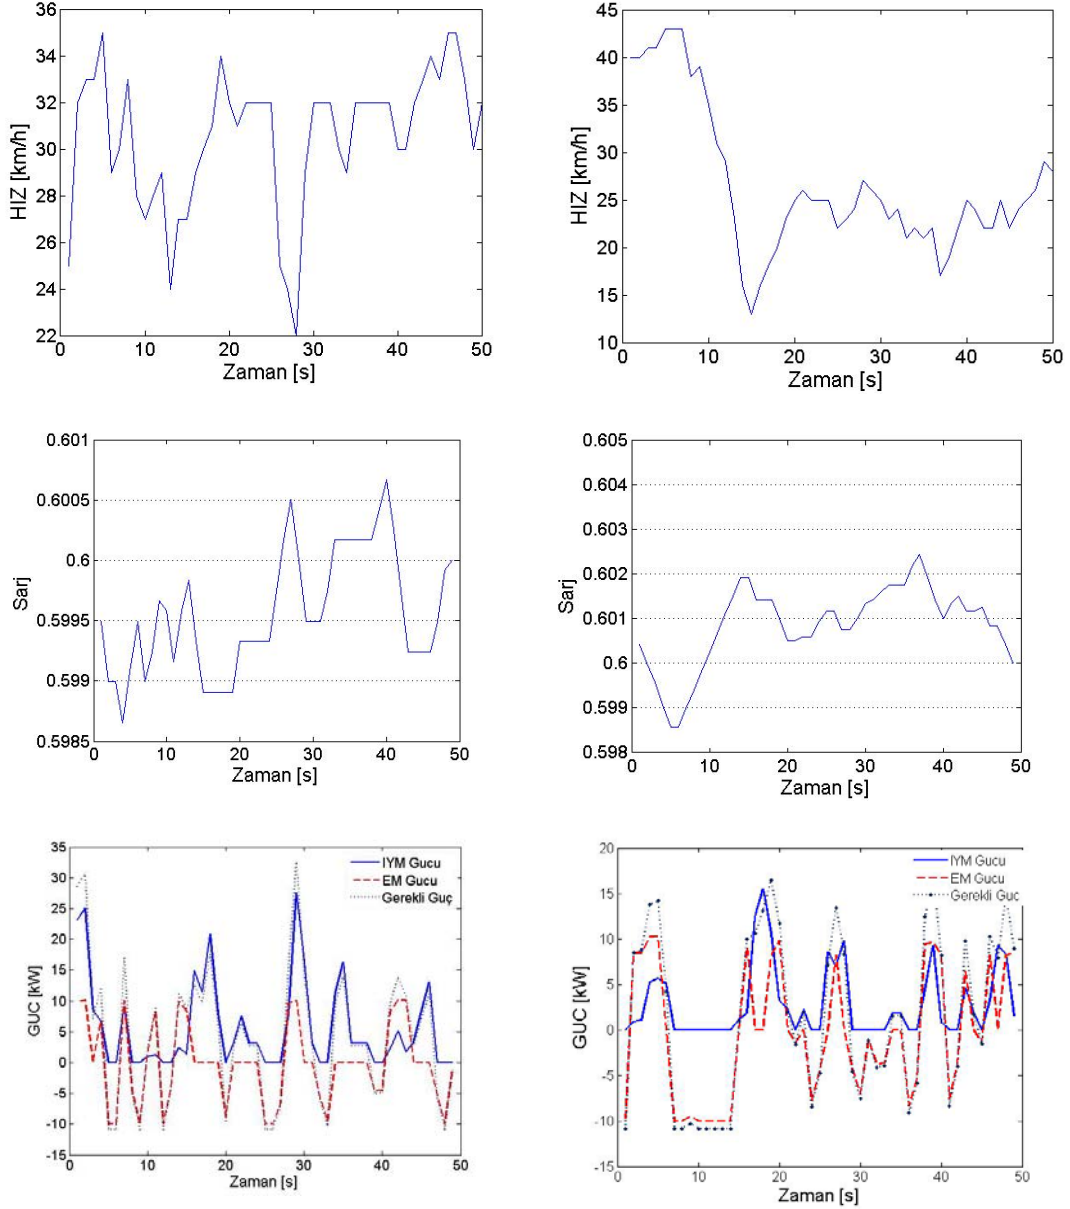 36
34
32
30
28
26
24
22
HIZ [km/h]
0 10 20 30 40 50
Zaman [s]
45
40
35
30
25
20
15
10
HIZ [km/h]
0 10 20 30 40 50
Zaman [s]
0.601
0.6005
0.6
0.5995
0.599
0.5985
Sarj
0 10 20 30 40 50
Zaman [s]
0.605
0.604
0.603
0.602
0.601
0.6
0.599
0.598
Sarj
0 10 20 30 40 50
Zaman [s]
35
30
25
20
15
10
5
0
-5
-10
-15
GUC [kW]
IYM Gucu
EM Gucu
Gerekli Guç
0 10 20 30 40 50
Zaman [s]
20
15
10
5
0
-5
-10
-15
GUC [kW]
IYM Gucu
EM Gucu
Gerekli Guç
0 10 20 30 40 50
Zaman [s]